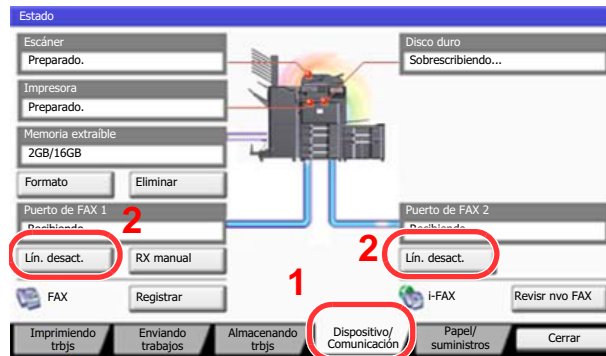 Estado
Escáner
Preparado.
Disco duro
Sobrescribiendo...
Impresora
Preparado.
Memoria extraíble
2GB/16GB
Formato
Eliminar
Puerto de FAX 1
2
Recibiendo
Puerto de FAX 2
Recibiendo
Lín. desact.
RX manual
2
Lín. desact.
1
FAX
Registrar
i-FAX
Revisr nvo FAX
Imprimiendo
trbjs
Enviando
trabajos
Almacenando
trbjs
Dispositivo/
Comunicación
Papel/
suministros
Cerrar